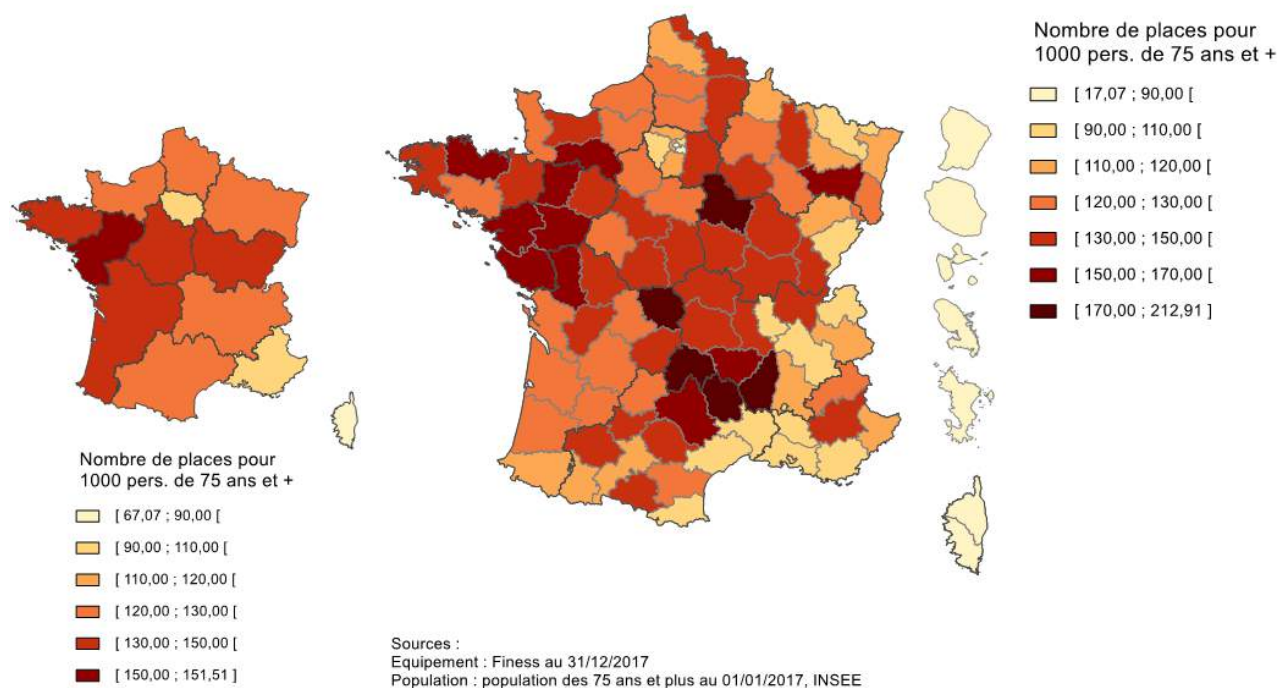 Nombre de places pour
1000 pers. de 75 ans et +
[ 17,07 ; 90,00 [
[ 90,00 ; 110,00 [
[ 110,00 ; 120,00 [
[ 120,00 ; 130,00 [
[ 130,00 ; 150,00 [
[ 150,00 ; 170,00 [
[ 170,00 ; 212,91 ]
Nombre de places pour
1000 pers. de 75 ans et +
[ 67,07 ; 90,00 [
[ 90,00 ; 110,00 [
[ 110,00 ; 120,00 [
[ 120,00 ; 130,00 [
[ 130,00 ; 150,00 [
[ 150,00 ; 151,51 ]
Sources :
Equipement : Finess au 31/12/2017
Population : population des 75 ans et plus au 01/01/2017, INSEE